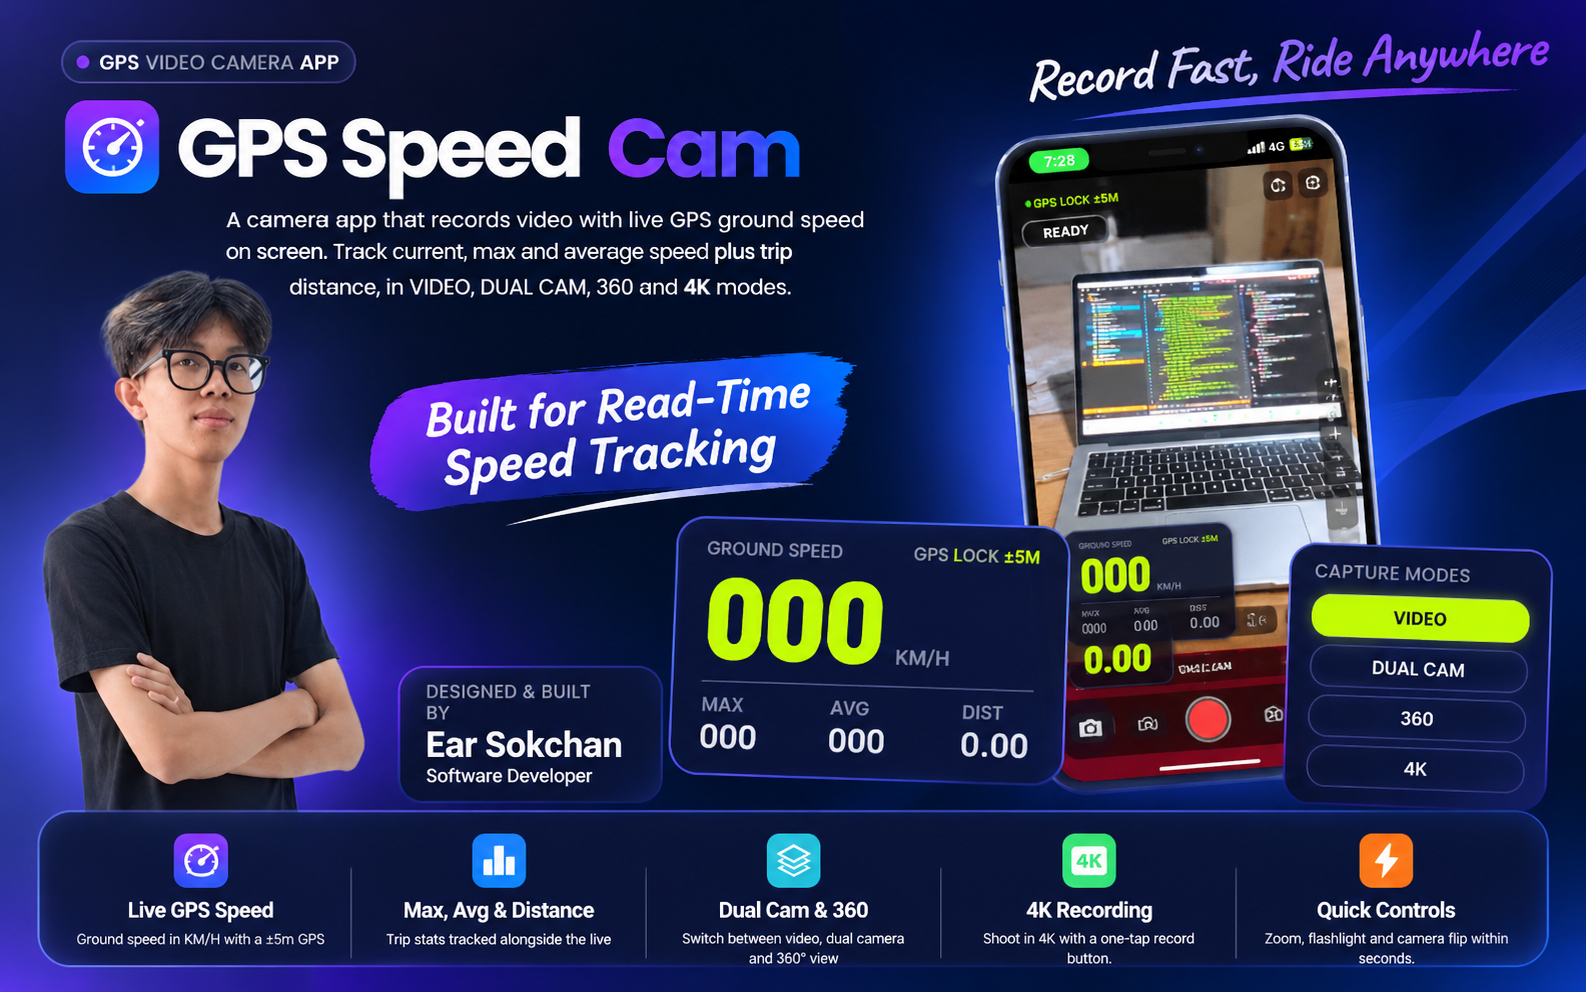 GPS VIDEO CAMERA APP
Record Fast, Ride Anywhere
GPS Speed Cam
A camera app that records video with live GPS ground speed
on screen. Track current, max and average speed plus trip
distance, in VIDEO, DUAL CAM, 360 and 4K modes.
Built for Read-Time
Speed Tracking
7:28
4G
GPS LOCK ±5M
READY
GROUND SPEED
GPS LOCK ±5M
000
KM/H
MAX
AVG
DIST
000
000
0.00
GROUND SPEED
GPS LOCK ±5M
000
KM/H
AVG
0000
000
0.00
0.00
CAPTURE MODES
VIDEO
DUAL CAM
360
4K
DESIGNED & BUILT
BY
Ear Sokchan
Software Developer
4K
Live GPS Speed
Ground speed in KM/H with a ±5m GPS
Max, Avg & Distance
Trip stats tracked alongside the live
Dual Cam & 360
Switch between video, dual camera
and 360° view
4K Recording
Shoot in 4K with a one-tap record
button.
Quick Controls
Zoom, flashlight and camera flip within
seconds.